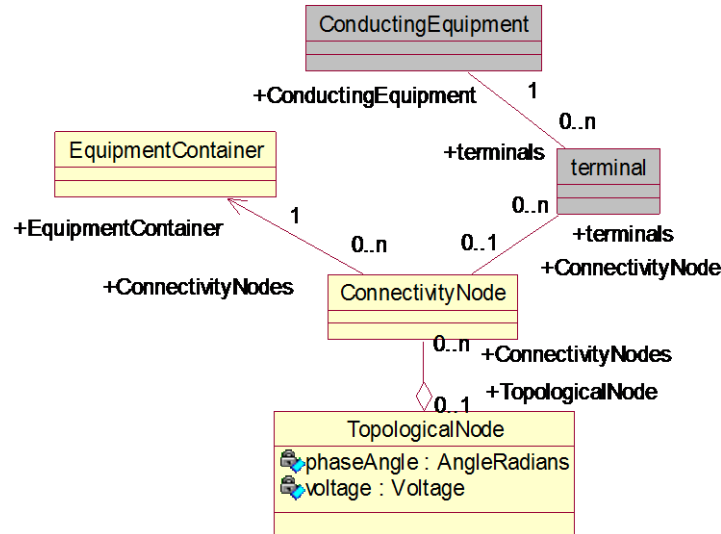 ConductingEquipment
+ConductingEquipment
1
0..n
+terminals
terminal
EquipmentContainer
+EquipmentContainer
1
0..n
0..n
+terminals
0..1
+ConnectivityNode
+ConnectivityNodes
ConnectivityNode
0..n
+ConnectivityNodes
+TopologicalNode
0..1
TopologicalNode
phaseAngle : AngleRadians
voltage : Voltage